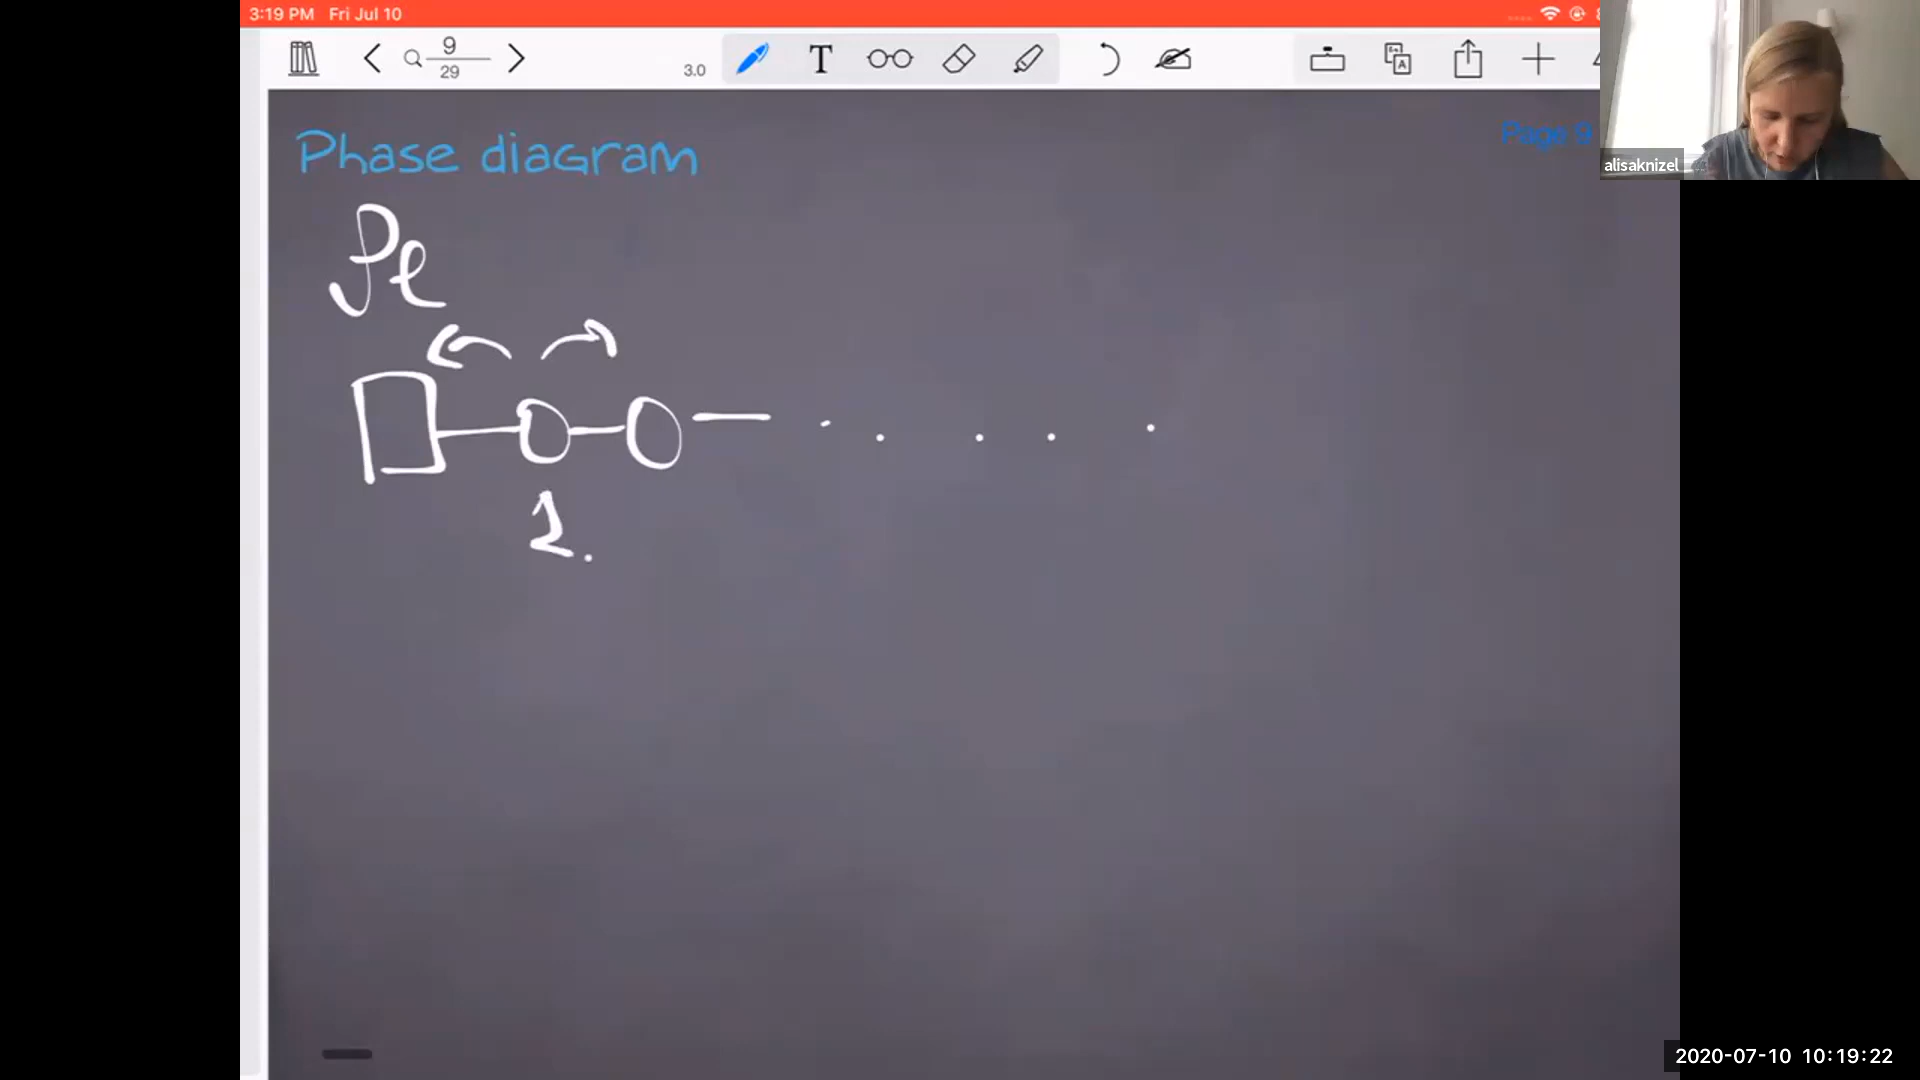 3:19 PM Fri Jul 10
9
29
3.0
T
A
Page 9
alisaknizel
Phase diagram
ρℓ
1.
2020-07-10 10:19:22